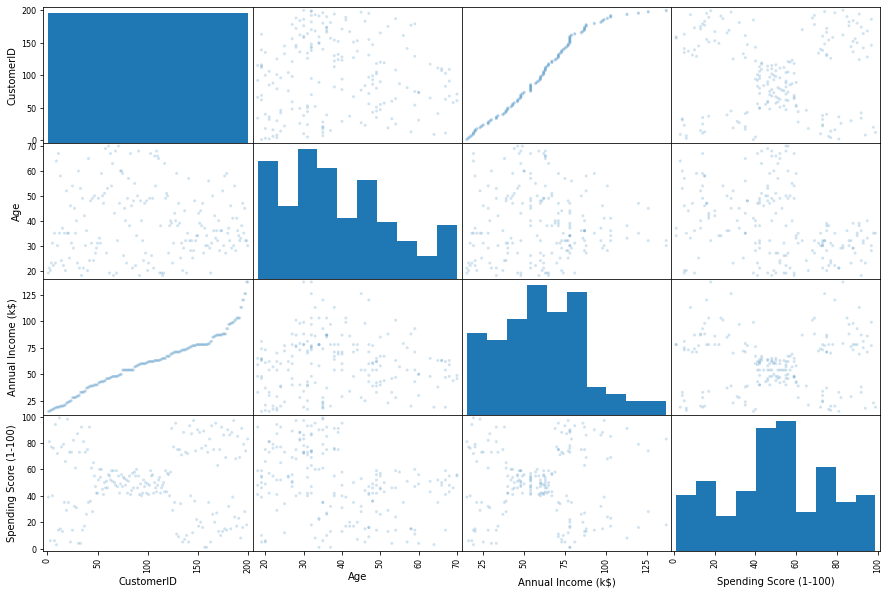 200
150
100
50
0
CustomerID
70
60
50
40
30
20
Age
125
100
75
50
25
Annual Income (k$)
100
80
60
40
20
0
Spending Score (1-100)
0 50 100 150 200
20 30 40 50 60 70
25 50 75 100 125
0 20 40 60 80 100
CustomerID Age Annual Income (k$) Spending Score (1-100)